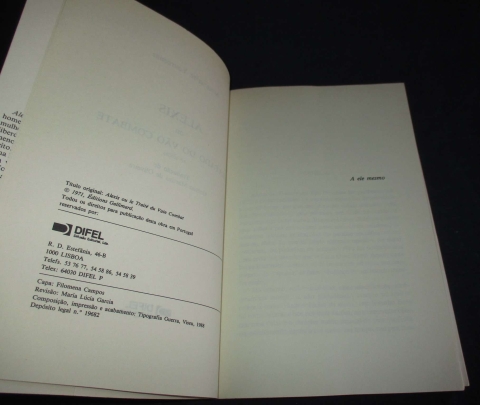 Título original: Alexis ou le Traité du Vain Combat
© 1971, Éditions Gallimard.
Todos os direitos para publicação desta obra em Portugal
reservados por:
DIFEL
R. D. Estefânia, 46-B
1000 LISBOA
Telefs. 53 76 77, 54 58 86, 54 58 39
Telex: 64030 DIFEL P
Capa: Filomena Campos
Revisão: Maria Lúcia Garcia
Composição, impressão e acabamento: Tipografia Guerra, Viseu, 1988
Depósito legal n.° 19682
A ele mesmo